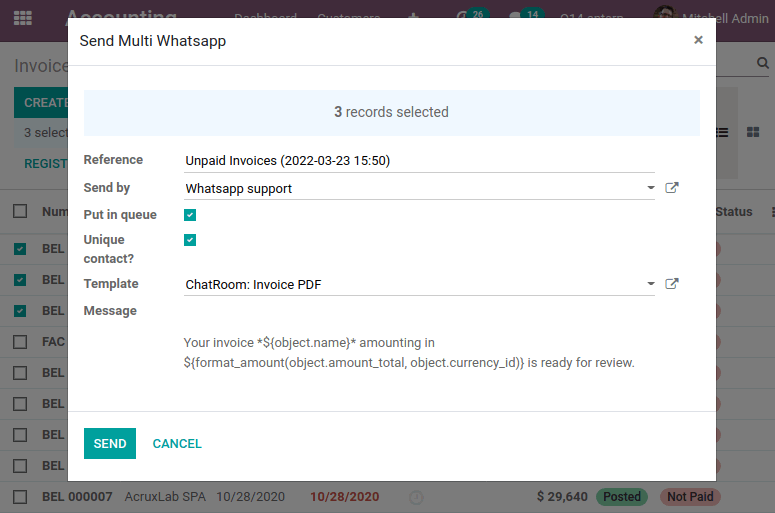 Accounting Dashboard Customers 26 14 Mitchell Admin
Send Multi Whatsapp ×
Invoice
CREATE
3 select
REGIST
3 records selected
Reference Unpaid Invoices (2022-03-23 15:50)
Send by Whatsapp support
Put in queue
Unique
contact?
Template ChatRoom: Invoice PDF
Message
Your invoice *${object.name}* amounting in
${format_amount(object.amount_total, object.currency_id)} is ready for review.
SEND CANCEL
Num Status
BEL
BEL
BEL
FAC
BEL
BEL
BEL
BEL
BEL 000007 AcruxLab SPA 10/28/2020 10/28/2020 $ 29,640 Posted Not Paid